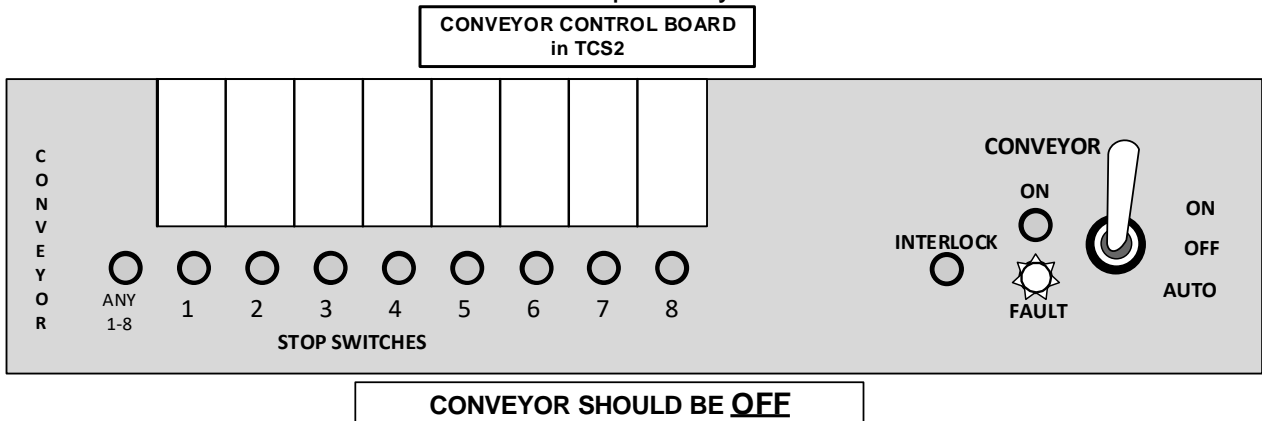 CONVEYOR CONTROL BOARD
in TCS2
CONVEYOR
CONVEYOR
ON
ON
OFF
INTERLOCK
AUTO
FAULT
ANY
1-8
1 2 3 4 5 6 7 8
STOP SWITCHES
CONVEYOR SHOULD BE OFF